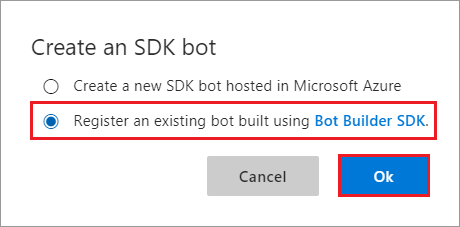 Create an SDK bot
Create a new SDK bot hosted in Microsoft Azure
Register an existing bot built using Bot Builder SDK.
Cancel
Ok